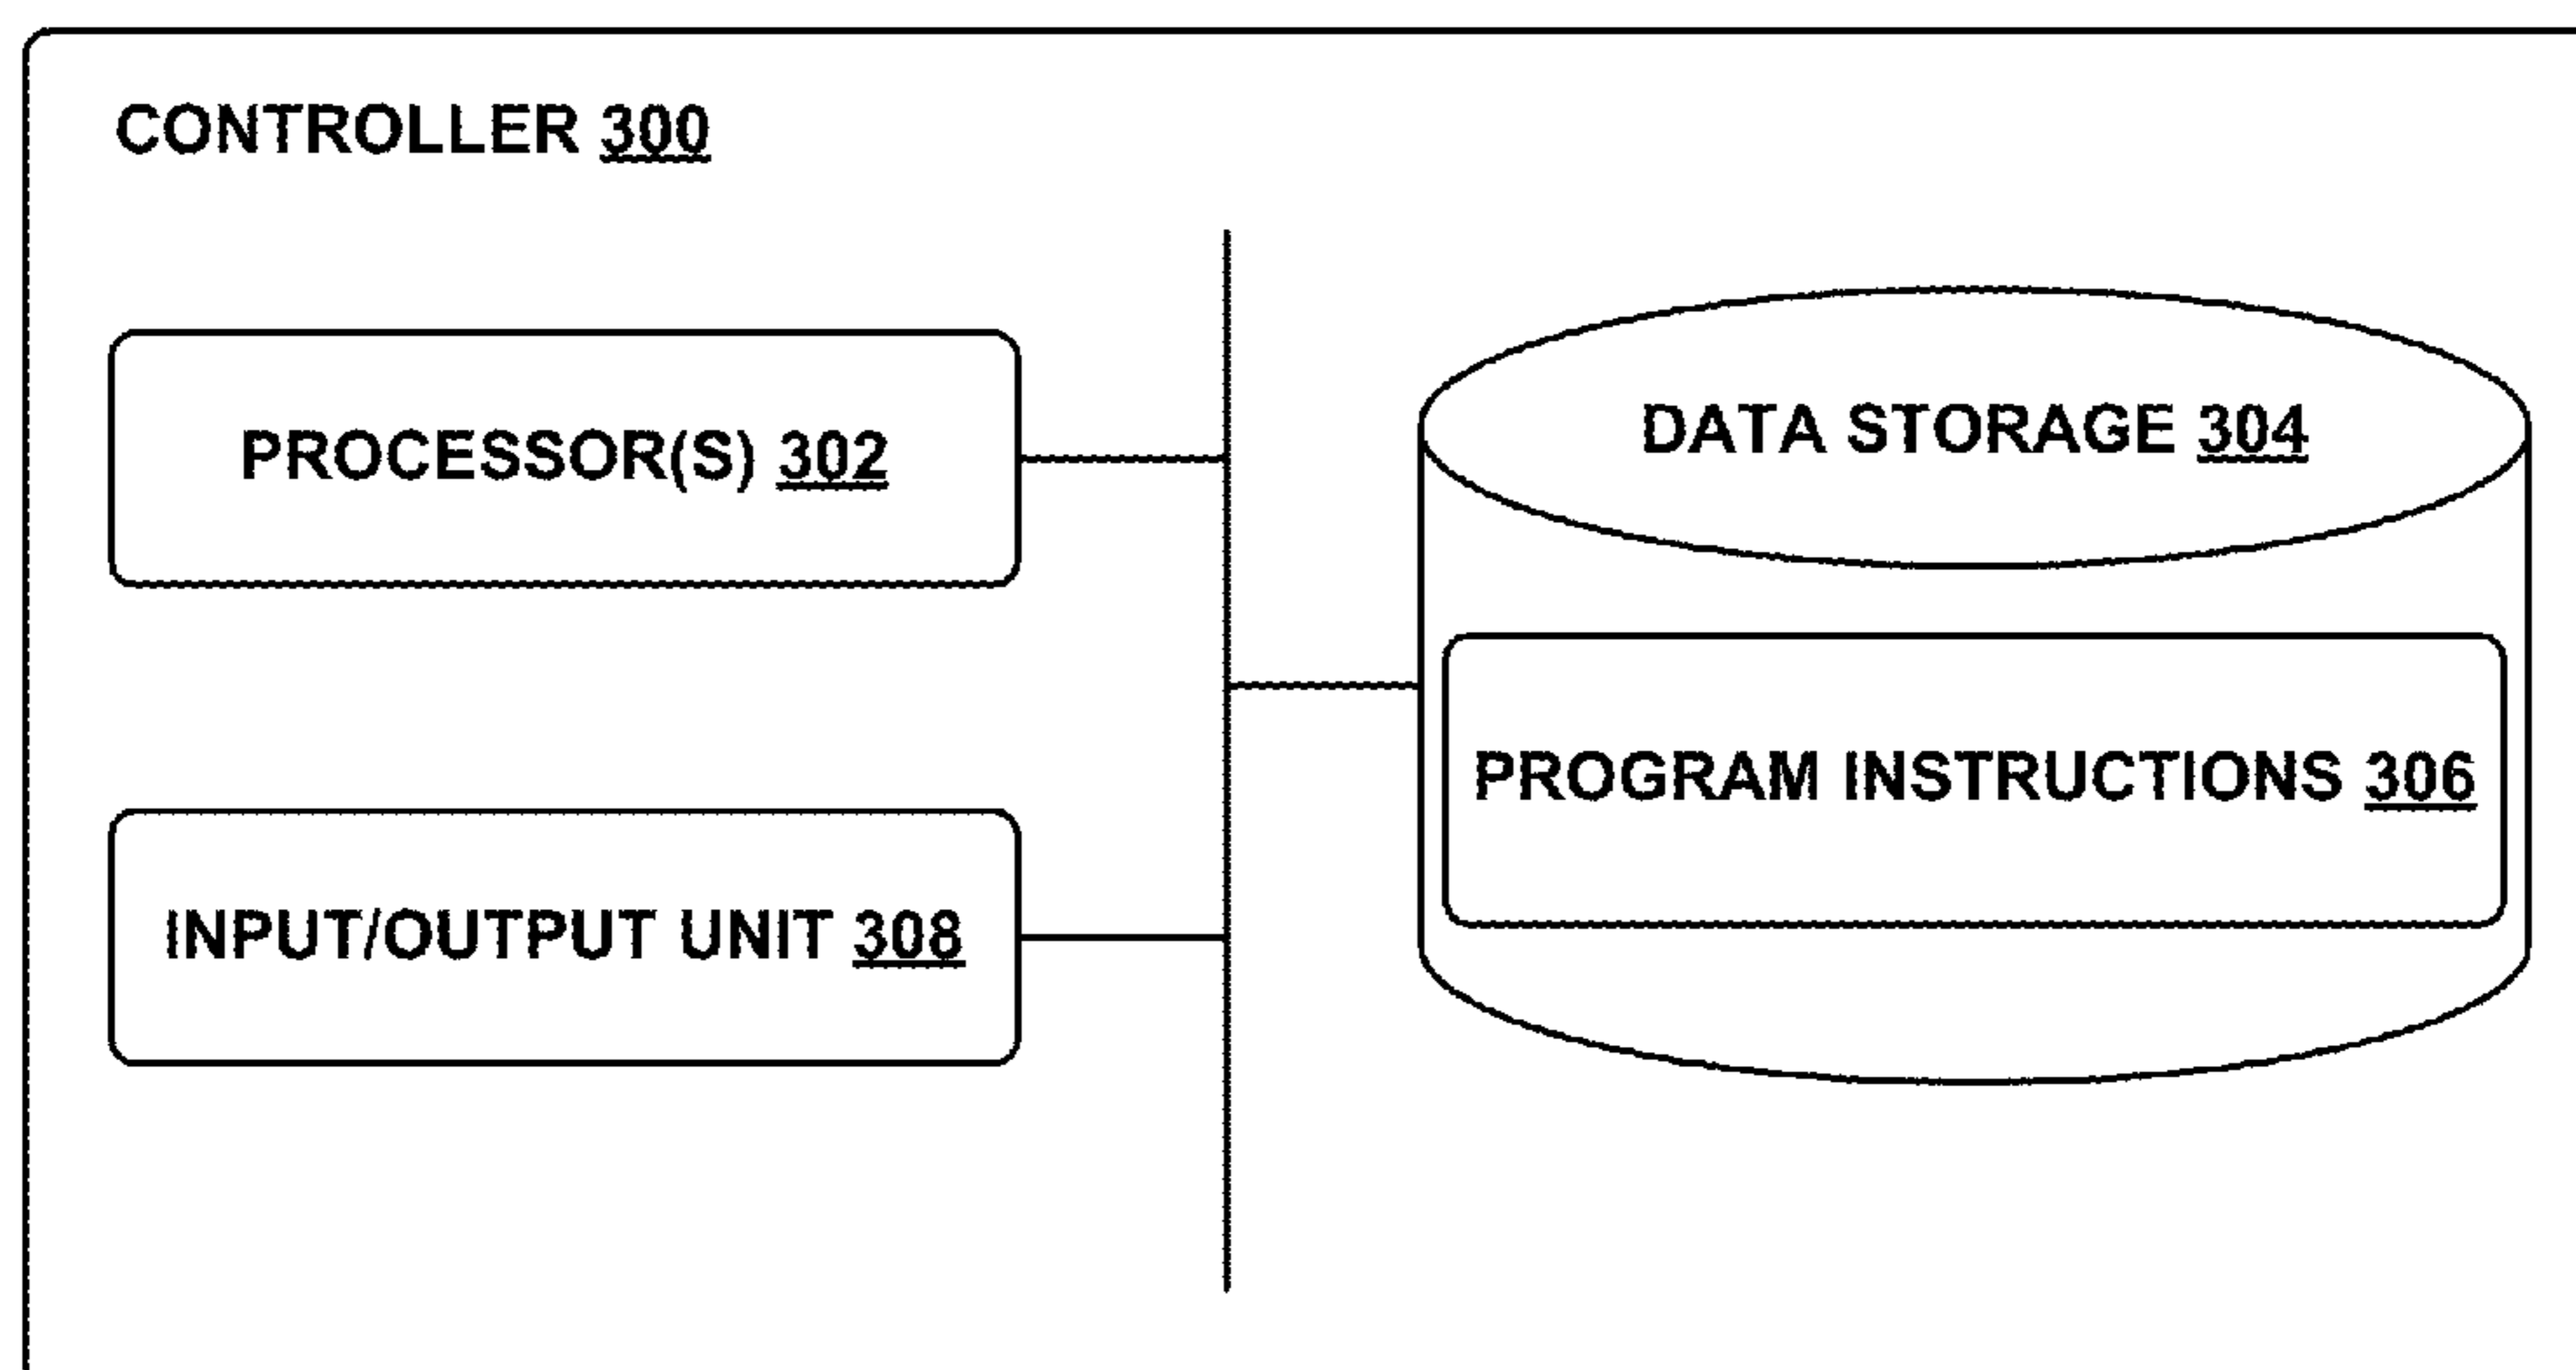 CONTROLLER 300
PROCESSOR(S) 302
DATA STORAGE 304
PROGRAM INSTRUCTIONS 306
INPUT/OUTPUT UNIT 308